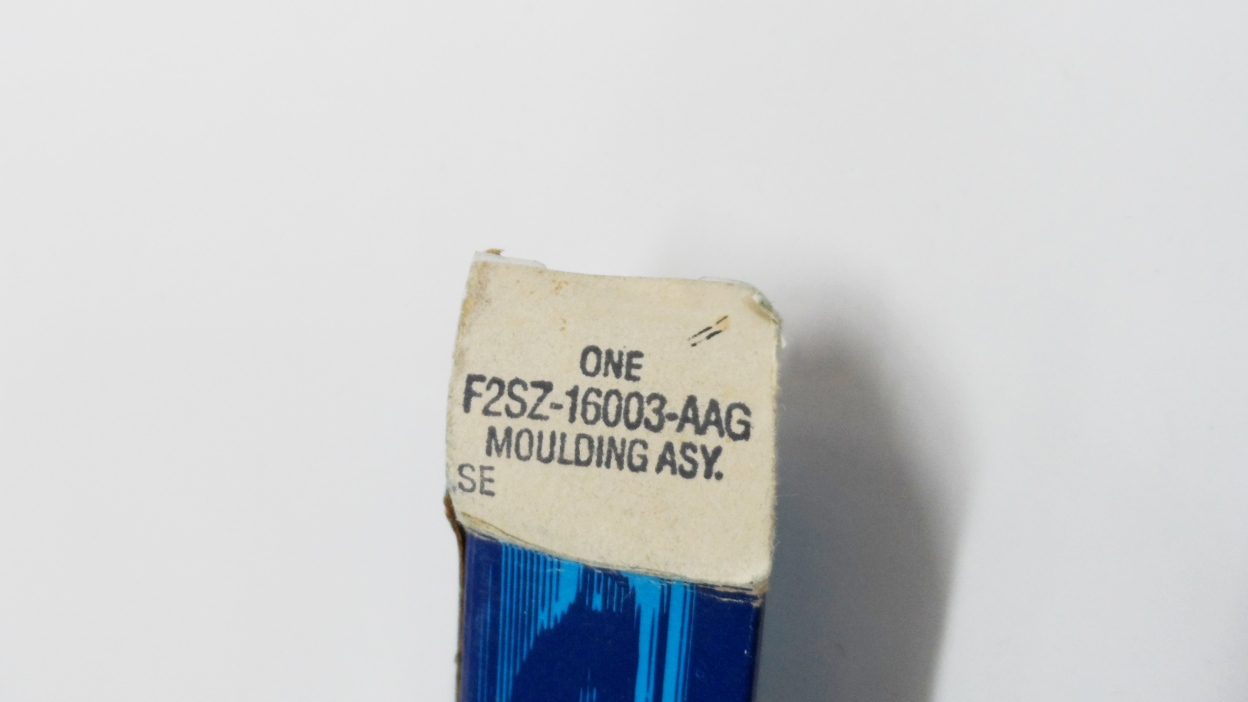 ONE
F2SZ-16003-AAG
MOULDING ASY.
SE